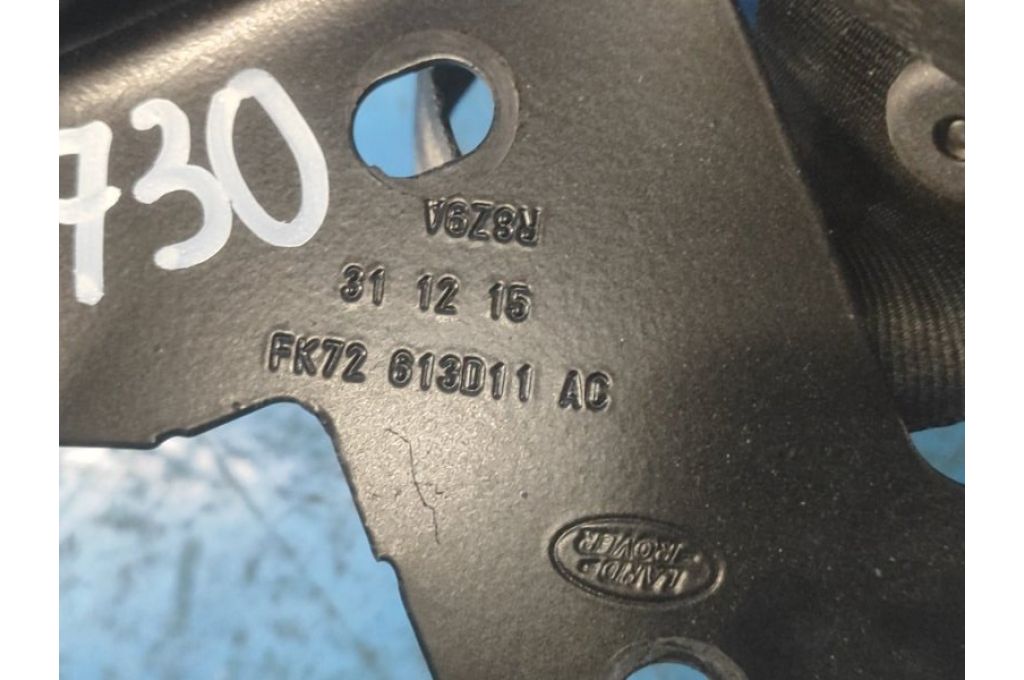 730
R8Z9A
31 12 15
FK72 613D11 AC
LAND-
ROVER